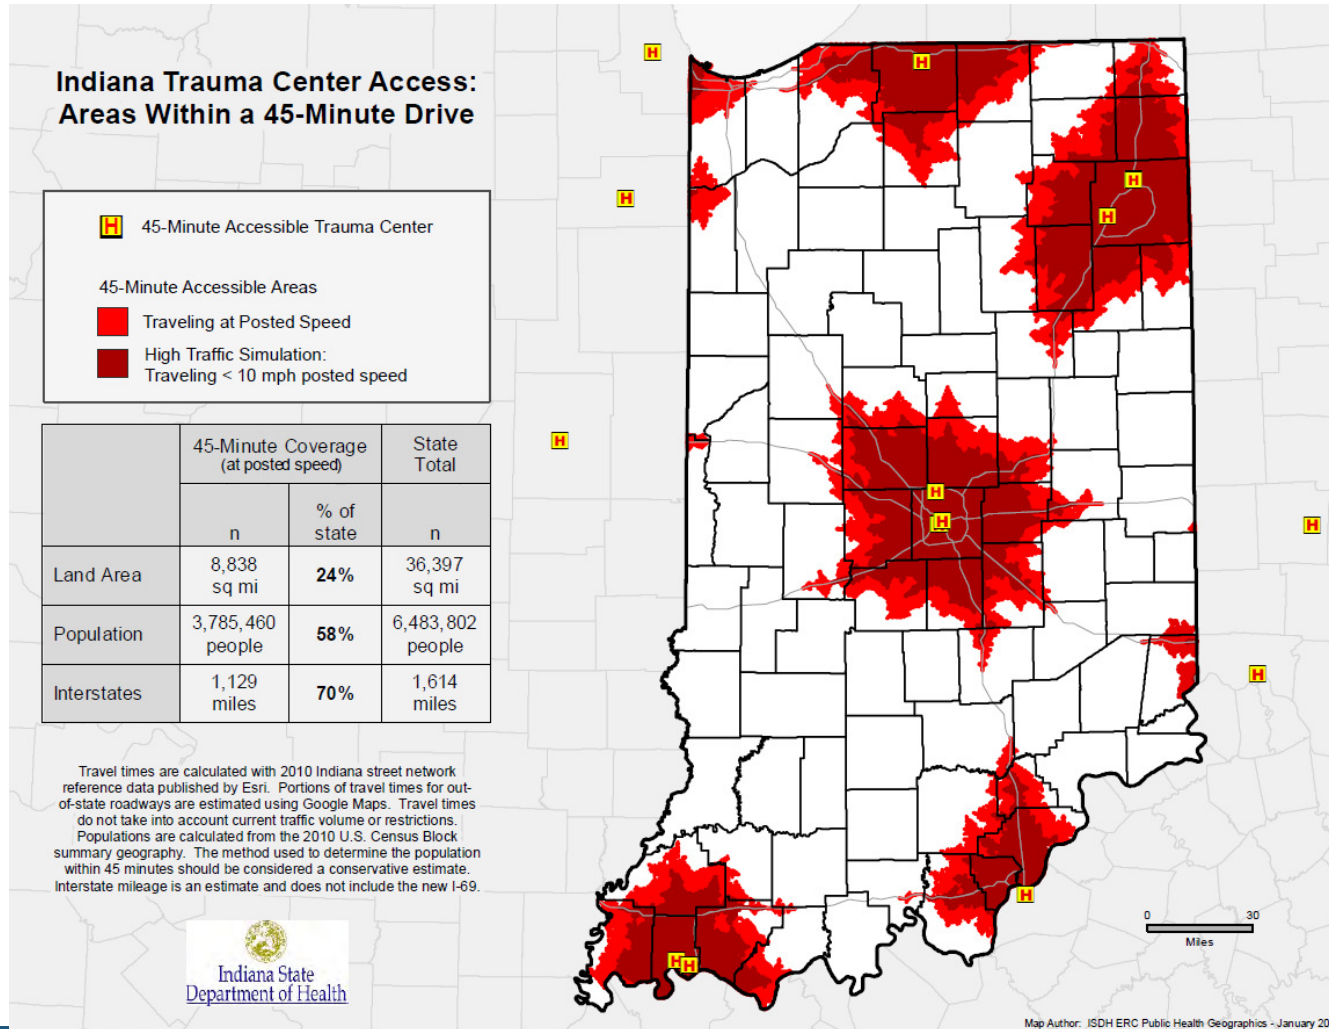 Indiana Trauma Center Access:
Areas Within a 45-Minute Drive
H 45-Minute Accessible Trauma Center
45-Minute Accessible Areas
Traveling at Posted Speed
High Traffic Simulation:
Traveling < 10 mph posted speed
45-Minute Coverage
(at posted speed)
State
Total
n
% of
state
n
Land Area
8,838
sq mi
24%
36,397
sq mi
Population
3,785,460
people
58%
6,483,802
people
Interstates
1,129
miles
70%
1,614
miles
Travel times are calculated with 2010 Indiana street network
reference data published by Esri. Portions of travel times for out-
of-state roadways are estimated using Google Maps. Travel times
do not take into account current traffic volume or restrictions.
Populations are calculated from the 2010 U.S. Census Block
summary geography. The method used to determine the population
within 45 minutes should be considered a conservative estimate.
Interstate mileage is an estimate and does not include the new I-69.
Indiana State
Department of Health
H
H
H
H
H
H
H
H
H
H
H
H
H
0 30
Miles
Map Author: ISDH ERC Public Health Geographics - January 20